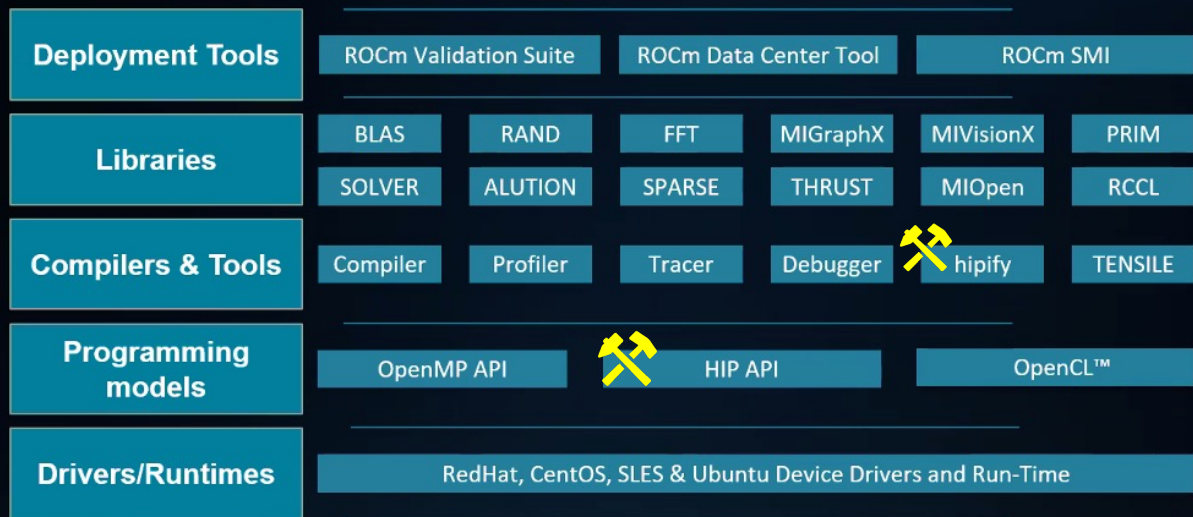 Deployment Tools
ROCm Validation Suite
ROCm Data Center Tool
ROCm SMI
Libraries
BLAS
RAND
FFT
MIGraphX
MIVisionX
PRIM
SOLVER
ALUTION
SPARSE
THRUST
MIOpen
RCCL
Compilers & Tools
Compiler
Profiler
Tracer
Debugger
hipify
TENSILE
Programming
models
OpenMP API
HIP API
OpenCL™
Drivers/Runtimes
RedHat, CentOS, SLES & Ubuntu Device Drivers and Run-Time